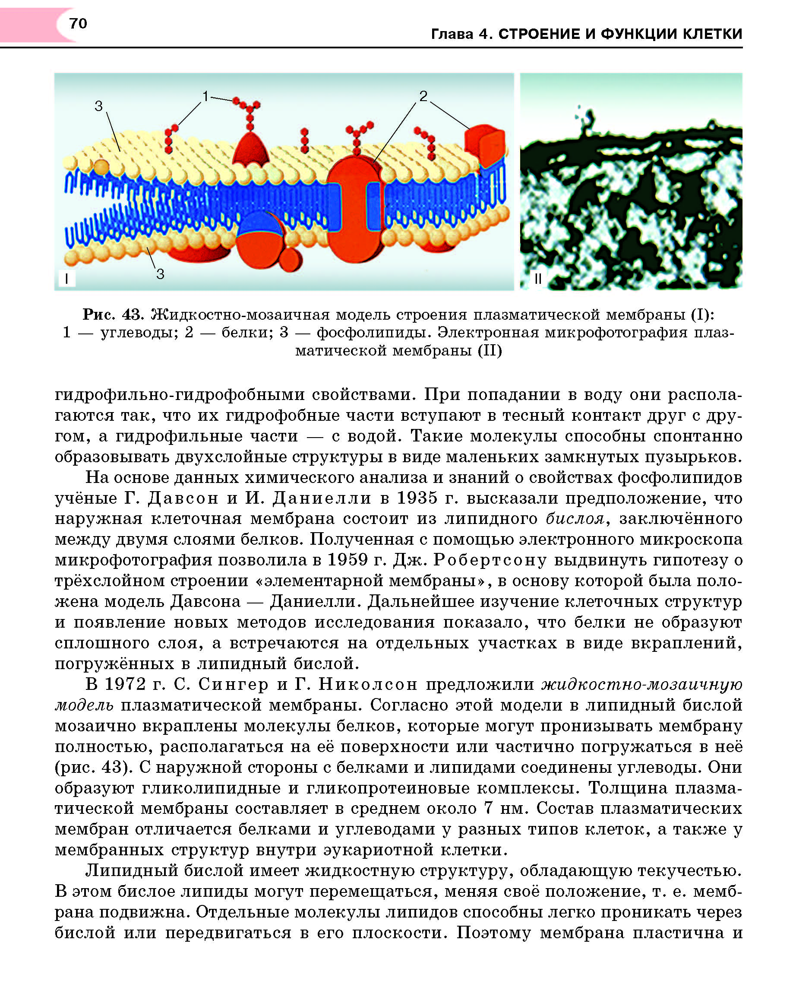 70
Глава 4. СТРОЕНИЕ И ФУНКЦИИ КЛЕТКИ
3
1
2
3
I
II
Рис. 43. Жидкостно-мозаичная модель строения плазматической мембраны (I):
1 — углеводы; 2 — белки; 3 — фосфолипиды. Электронная микрофотография плаз-
матической мембраны (II)
гидрофильно-гидрофобными свойствами. При попадании в воду они распола-
гаются так, что их гидрофобные части вступают в тесный контакт друг с дру-
гом, а гидрофильные части — с водой. Такие молекулы способны спонтанно
образовывать двухслойные структуры в виде маленьких замкнутых пузырьков.
На основе данных химического анализа и знаний о свойствах фосфолипидов
учёные Г. Давсон и И. Даниелли в 1935 г. высказали предположение, что
наружная клеточная мембрана состоит из липидного бислоя, заключённого
между двумя слоями белков. Полученная с помощью электронного микроскопа
микрофотография позволила в 1959 г. Дж. Робертсону выдвинуть гипотезу о
трёхслойном строении «элементарной мембраны», в основу которой была поло-
жена модель Давсона — Даниелли. Дальнейшее изучение клеточных структур
и появление новых методов исследования показало, что белки не образуют
сплошного слоя, а встречаются на отдельных участках в виде вкраплений,
погружённых в липидный бислой.
В 1972 г. С. Сингер и Г. Николсон предложили жидкостно-мозаичную
модель плазматической мембраны. Согласно этой модели в липидный бислой
мозаично вкраплены молекулы белков, которые могут пронизывать мембрану
полностью, располагаться на её поверхности или частично погружаться в неё
(рис. 43). С наружной стороны с белками и липидами соединены углеводы. Они
образуют гликолипидные и гликопротеиновые комплексы. Толщина плазма-
тической мембраны составляет в среднем около 7 нм. Состав плазматических
мембран отличается белками и углеводами у разных типов клеток, а также у
мембранных структур внутри эукариотной клетки.
Липидный бислой имеет жидкостную структуру, обладающую текучестью.
В этом бислое липиды могут перемещаться, меняя своё положение, т. е. мемб-
рана подвижна. Отдельные молекулы липидов способны легко проникать через
бислой или передвигаться в его плоскости. Поэтому мембрана пластична и